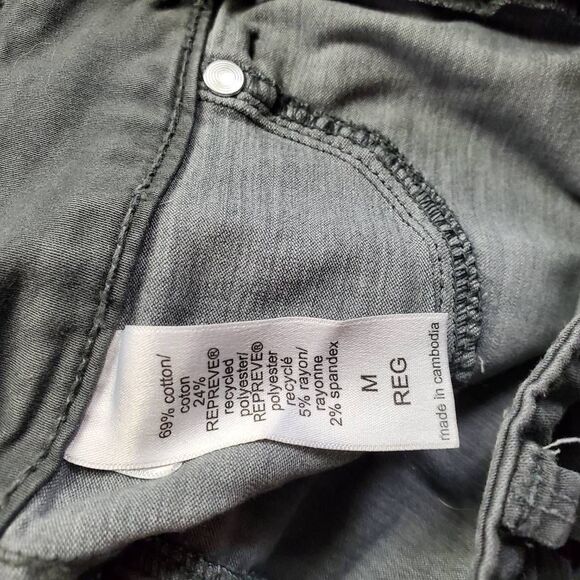 69% cotton/
coton
24%
REPREVE®
recycled
polyester/
REPREVE®
polyester
recyclé
5% rayon/
rayonne
2% spandex
M
REG
made in cambodia